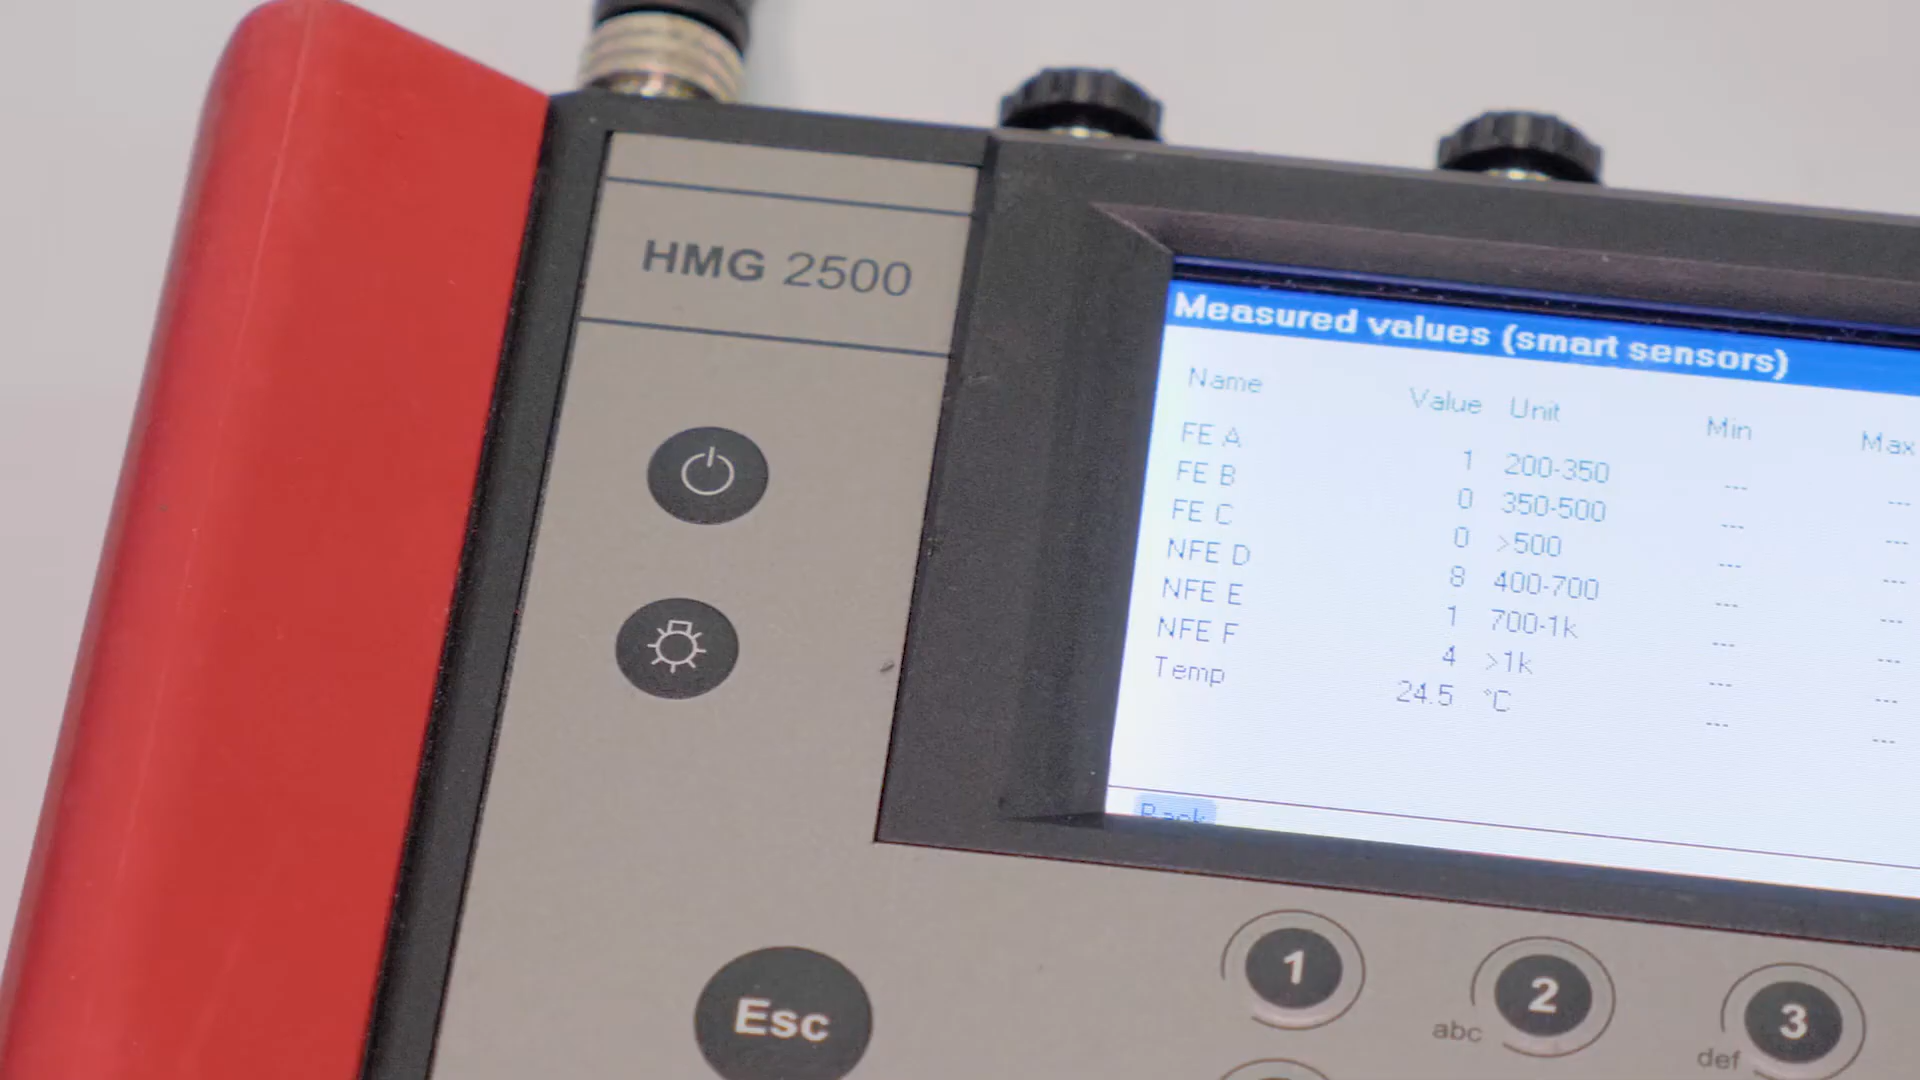 HMG 2500
Measured values (smart sensors)
Name Value Unit Min Max
FE A 1 200-350 --- ---
FE B 0 350-500 --- ---
FE C 0 >500 --- ---
NFE D 8 400-700 --- ---
NFE E 1 700-1k --- ---
NFE F 4 >1k --- ---
Temp 24.5 °C --- ---
Back
Esc
1
abc 2
def 3